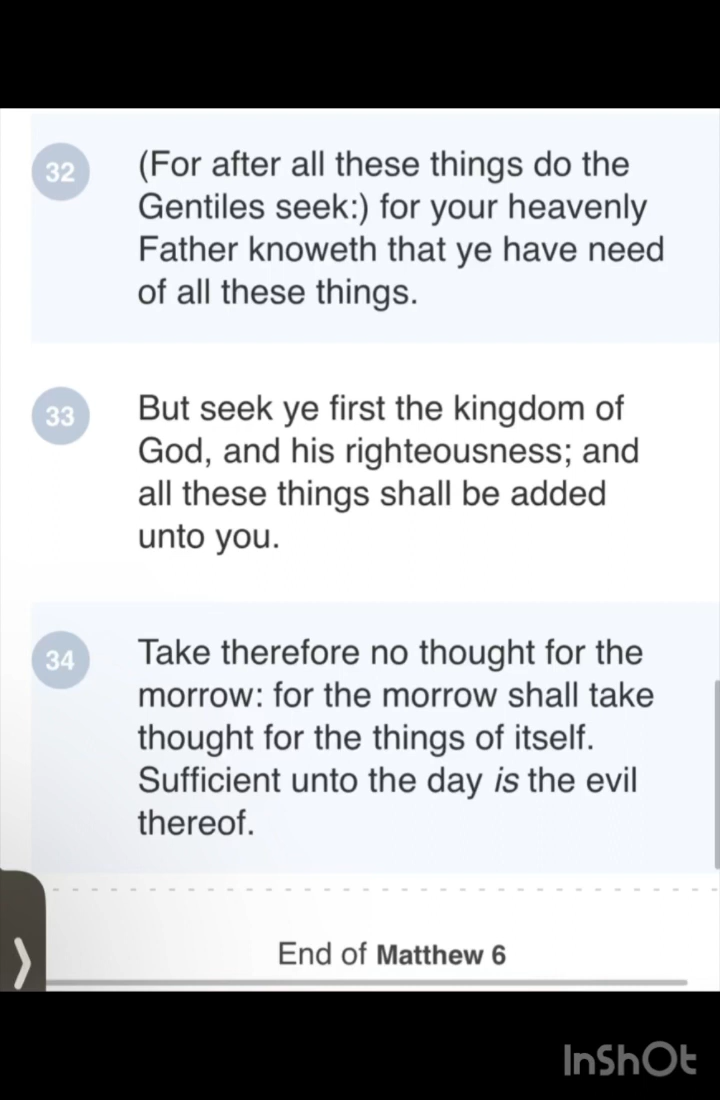 32
(For after all these things do the
Gentiles seek:) for your heavenly
Father knoweth that ye have need
of all these things.
33
But seek ye first the kingdom of
God, and his righteousness; and
all these things shall be added
unto you.
34
Take therefore no thought for the
morrow: for the morrow shall take
thought for the things of itself.
Sufficient unto the day is the evil
thereof.
End of Matthew 6
InShOt